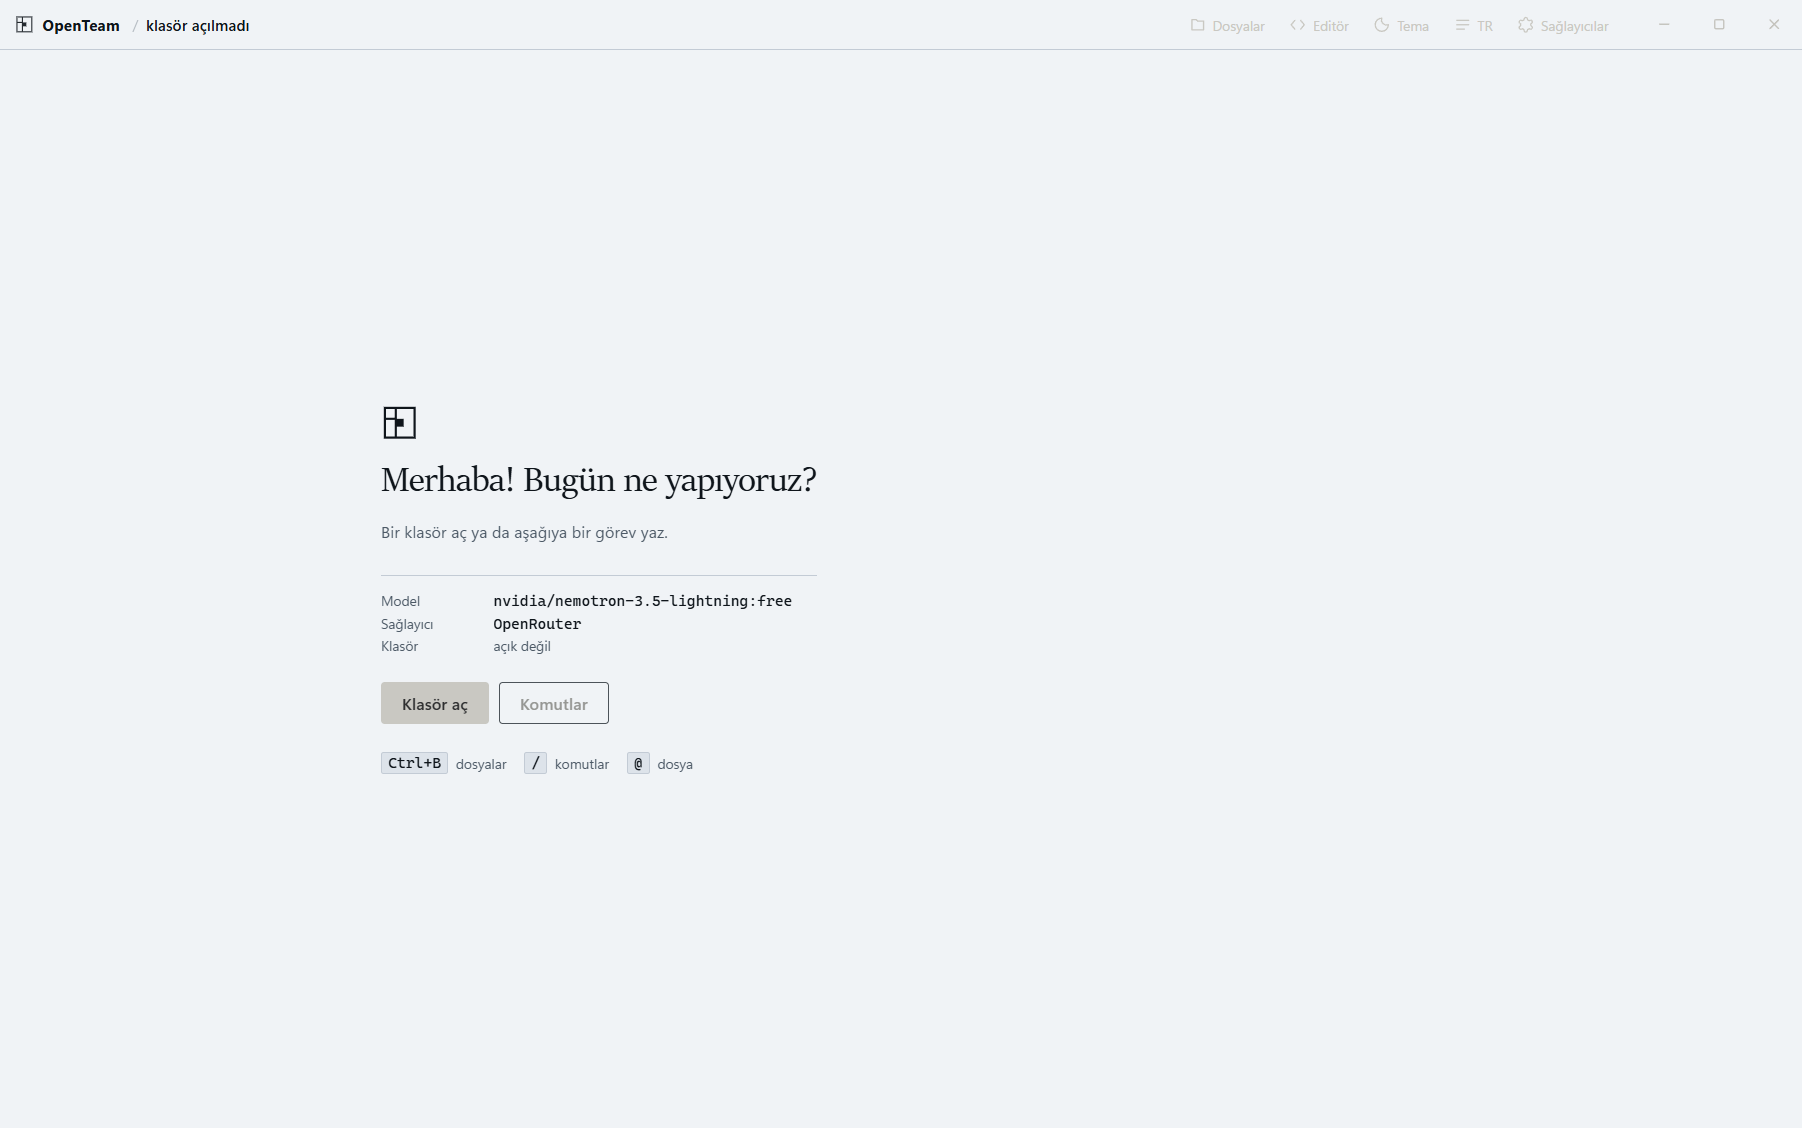 OpenTeam / klasör açılmadı
Dosyalar Editör Tema TR Sağlayıcılar
Merhaba! Bugün ne yapıyoruz?
Bir klasör aç ya da aşağıya bir görev yaz.
Model nvidia/nemotron-3.5-lightning:free
Sağlayıcı OpenRouter
Klasör açık değil
Klasör aç Komutlar
Ctrl+B dosyalar / komutlar @ dosya